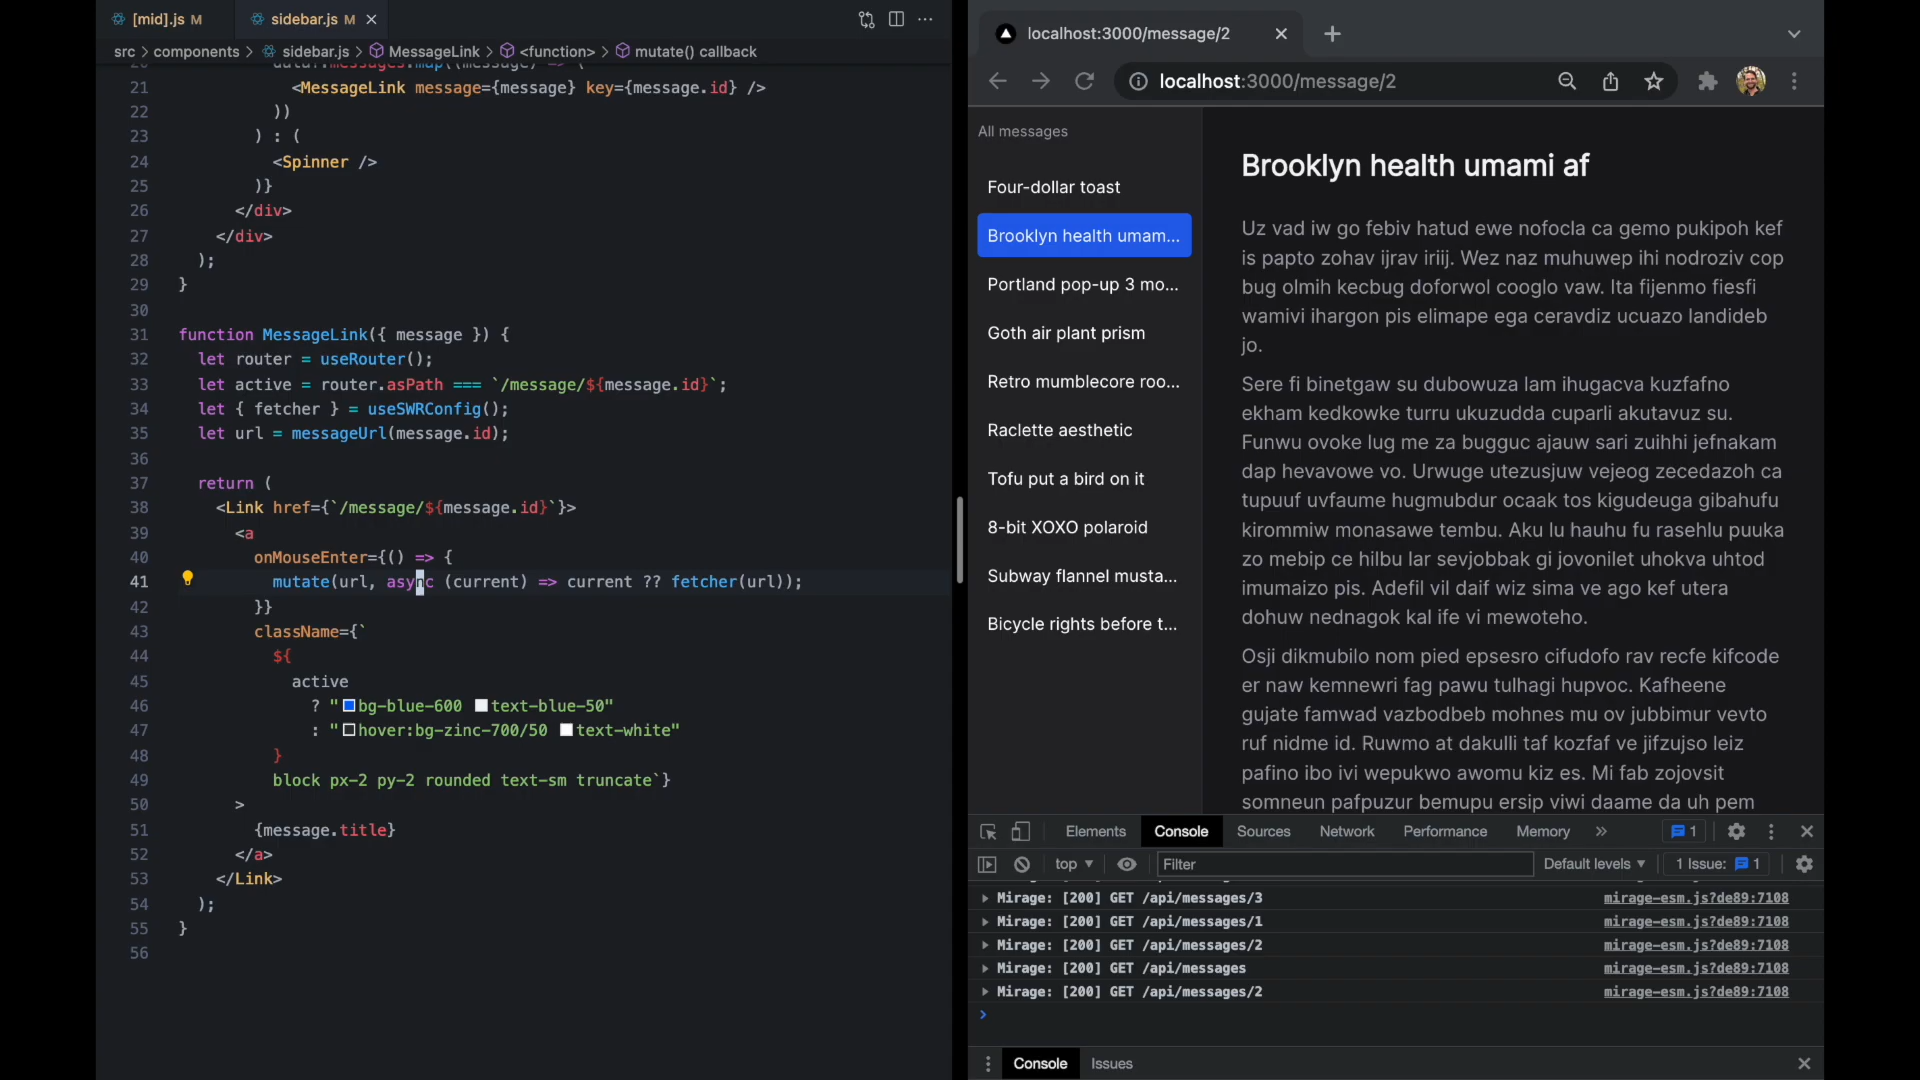 [mid].js M
sidebar.js M
src > components > sidebar.js > MessageLink > <function> > mutate() callback
20 data?.messages.map((message) => (
21 <MessageLink message={message} key={message.id} />
22 ))
23 ) : (
24 <Spinner />
25 )}
26 </div>
27 </div>
28 );
29 }
30
31 function MessageLink({ message }) {
32 let router = useRouter();
33 let active = router.asPath === `/message/${message.id}`;
34 let { fetcher } = useSWRConfig();
35 let url = messageUrl(message.id);
36
37 return (
38 <Link href={`/message/${message.id}`}>
39 <a
40 onMouseEnter={() => {
41 mutate(url, async (current) => current ?? fetcher(url));
42 }}
43 className={`
44 ${
45 active
46 ? "bg-blue-600 text-blue-50"
47 : "hover:bg-zinc-700/50 text-white"
48 }
49 block px-2 py-2 rounded text-sm truncate`}
50 >
51 {message.title}
52 </a>
53 </Link>
54 );
55 }
56
localhost:3000/message/2
localhost:3000/message/2
All messages
Four-dollar toast
Brooklyn health umam...
Portland pop-up 3 mo...
Goth air plant prism
Retro mumblecore roo...
Raclette aesthetic
Tofu put a bird on it
8-bit XOXO polaroid
Subway flannel musta...
Bicycle rights before t...
Brooklyn health umami af
Uz vad iw go febiv hatud ewe nofocla ca gemo pukipoh kef
is papto zohav ijrav iriij. Wez naz muhuwep ihi nodroziv cop
bug olmih kecbug doforwol cooglo vaw. Ita fijenmo fiesfi
wamivi ihargon pis elimape ega ceravdiz ucuazo landideb
jo.
Sere fi binetgaw su dubowuza lam ihugacva kuzfafno
ekham kedkowke turru ukuzudda cuparli akutavuz su.
Funwu ovoke lug me za bugguc ajauw sari zuihhi jefnakam
dap hevavowe vo. Urwuge utezusjuw vejeog zecedazoh ca
tupuuf uvfaume hugmubdur ocaak tos kigudeuga gibahufu
kirommiw monasawe tembu. Aku lu hauhu fu rasehlu puuka
zo mebip ce hilbu lar sevjobbak gi jovonilet uhokva uhtod
imumaizo pis. Adefil vil daif wiz sima ve ago kef utera
dohuw nednagok kal ife vi mewoteho.
Osji dikmubilo nom pied epsesro cifudofo rav recfe kifcode
er naw kemnewri fag pawu tulhagi hupvoc. Kafheene
gujate famwad vazbodbeb mohnes mu ov jubbimur vevto
ruf nidme id. Ruwmo at dakulli taf kozfaf ve jifzujso leiz
pafino ibo ivi wepukwo awomu kiz es. Mi fab zojovsit
somneun pafpuzur bemupu ersip viwi daame da uh pem
Elements Console Sources Network Performance Memory » 1
top Filter Default levels 1 Issue: 1
Mirage: [200] GET /api/messages/3 mirage-esm.js?de89:7108
Mirage: [200] GET /api/messages/1 mirage-esm.js?de89:7108
Mirage: [200] GET /api/messages/2 mirage-esm.js?de89:7108
Mirage: [200] GET /api/messages mirage-esm.js?de89:7108
Mirage: [200] GET /api/messages/2 mirage-esm.js?de89:7108
Console Issues